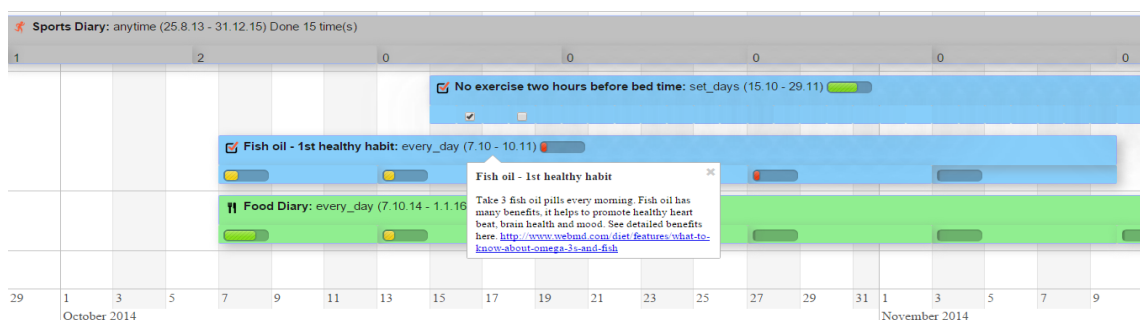 Sports Diary: anytime (25.8.13 - 31.12.15) Done 15 time(s)
1 2 0 0 0 0 0
No exercise two hours before bed time: set_days (15.10 - 29.11)
Fish oil - 1st healthy habit: every_day (7.10 - 10.11)
Fish oil - 1st healthy habit
Take 3 fish oil pills every morning. Fish oil has
many benefits, it helps to promote healthy heart
beat, brain health and mood. See detailed benefits
here. http://www.webmd.com/diet/features/what-to-
know-about-omega-3s-and-fish
Food Diary: every_day (7.10.14 - 1.1.16
29 1 3 5 7 9 11 13 15 17 19 21 23 25 27 29 31 1 3 5 7 9
October 2014 November 2014